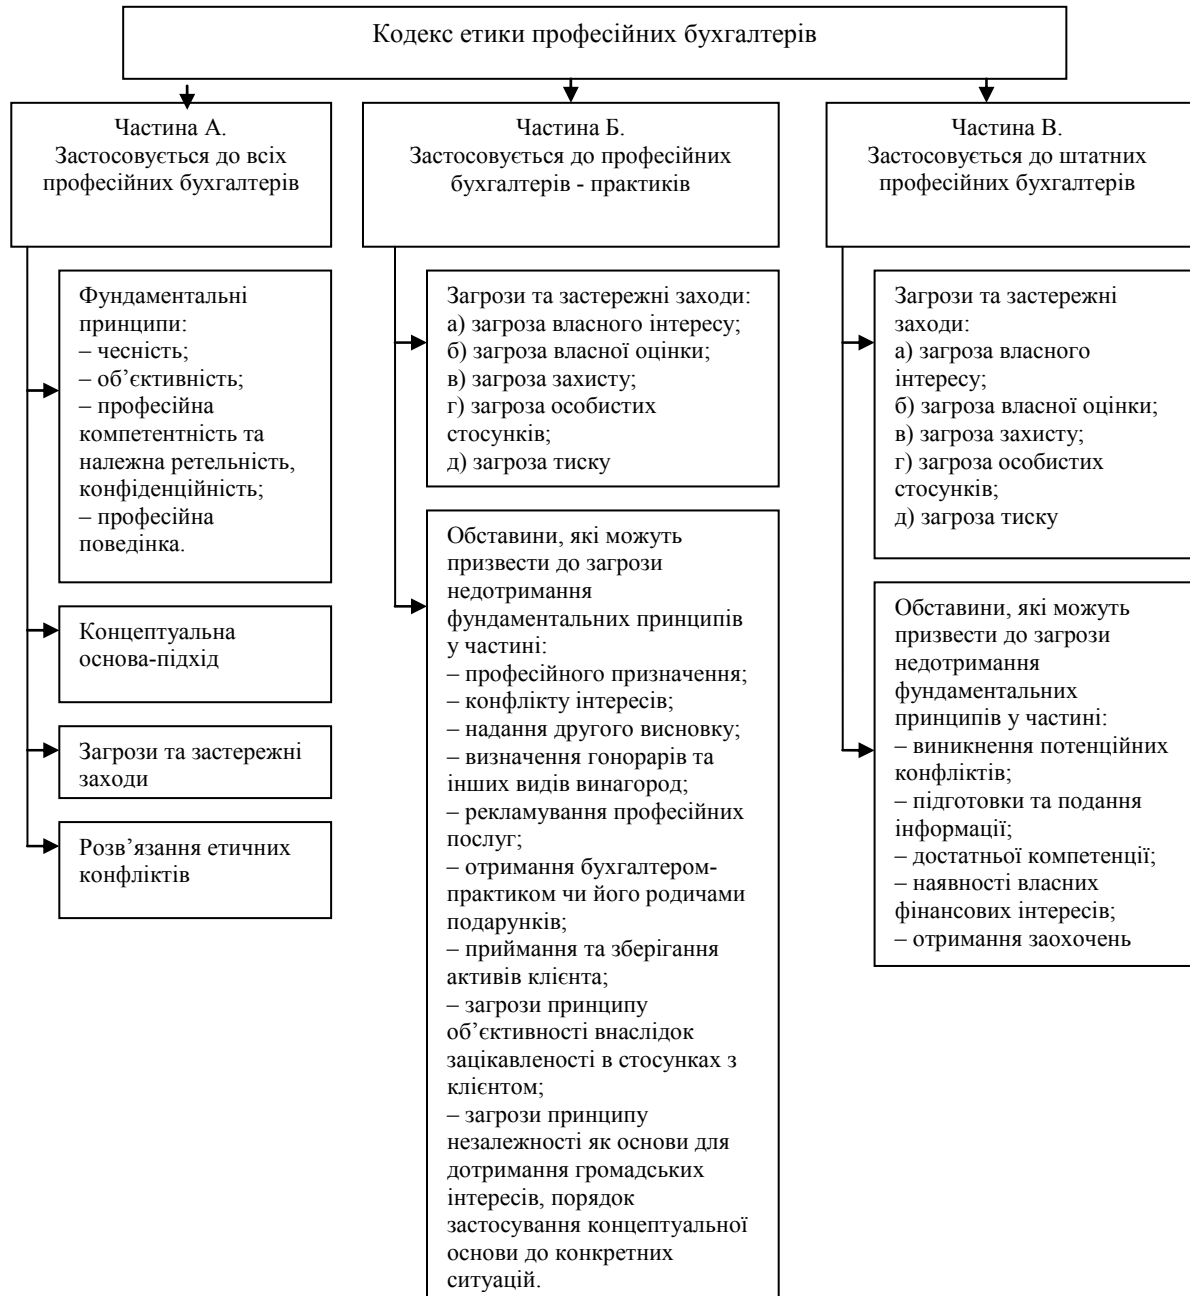 Кодекс етики професійних бухгалтерів
Частина А.
Застосовується до всіх
професійних бухгалтерів
Фундаментальні
принципи:
– чесність;
– об’єктивність;
– професійна
компетентність та
належна ретельність,
конфіденційність;
– професійна
поведінка.
Концептуальна
основа-підхід
Загрози та застережні
заходи
Розв’язання етичних
конфліктів
Частина Б.
Застосовується до професійних
бухгалтерів - практиків
Загрози та застережні заходи:
а) загроза власного інтересу;
б) загроза власної оцінки;
в) загроза захисту;
г) загроза особистих
стосунків;
д) загроза тиску
Обставини, які можуть
призвести до загрози
недотримання
фундаментальних принципів
у частині:
– професійного призначення;
– конфлікту інтересів;
– надання другого висновку;
– визначення гонорарів та
інших видів винагород;
– рекламування професійних
послуг;
– отримання бухгалтером-
практиком чи його родичами
подарунків;
– приймання та зберігання
активів клієнта;
– загрози принципу
об’єктивності внаслідок
зацікавленості в стосунках з
клієнтом;
– загрози принципу
незалежності як основи для
дотримання громадських
інтересів, порядок
застосування концептуальної
основи до конкретних
ситуацій.
Частина В.
Застосовується до штатних
професійних бухгалтерів
Загрози та застережні
заходи:
а) загроза власного
інтересу;
б) загроза власної оцінки;
в) загроза захисту;
г) загроза особистих
стосунків;
д) загроза тиску
Обставини, які можуть
призвести до загрози
недотримання
фундаментальних
принципів у частині:
– виникнення потенційних
конфліктів;
– підготовки та подання
інформації;
– достатньої компетенції;
– наявності власних
фінансових інтересів;
– отримання заохочень